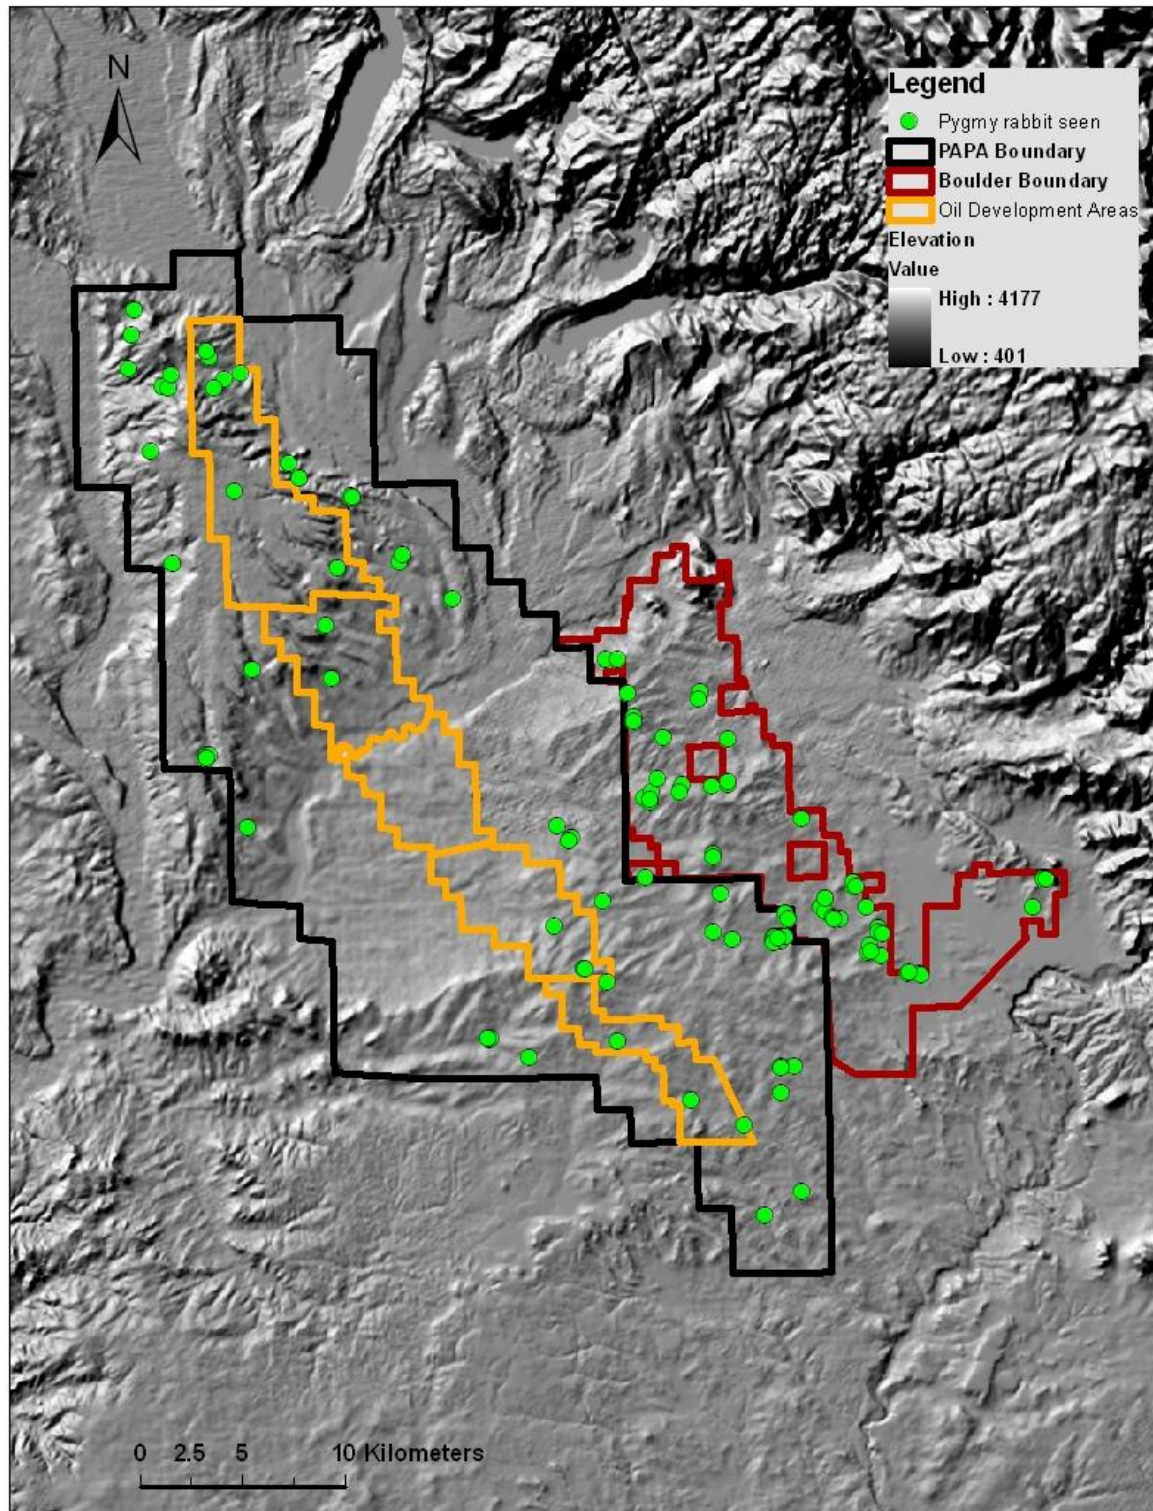 N
Legend
Pygmy rabbit seen
PAPA Boundary
Boulder Boundary
Oil Development Areas
Elevation
Value
High : 4177
Low : 401
0 2.5 5 10 Kilometers